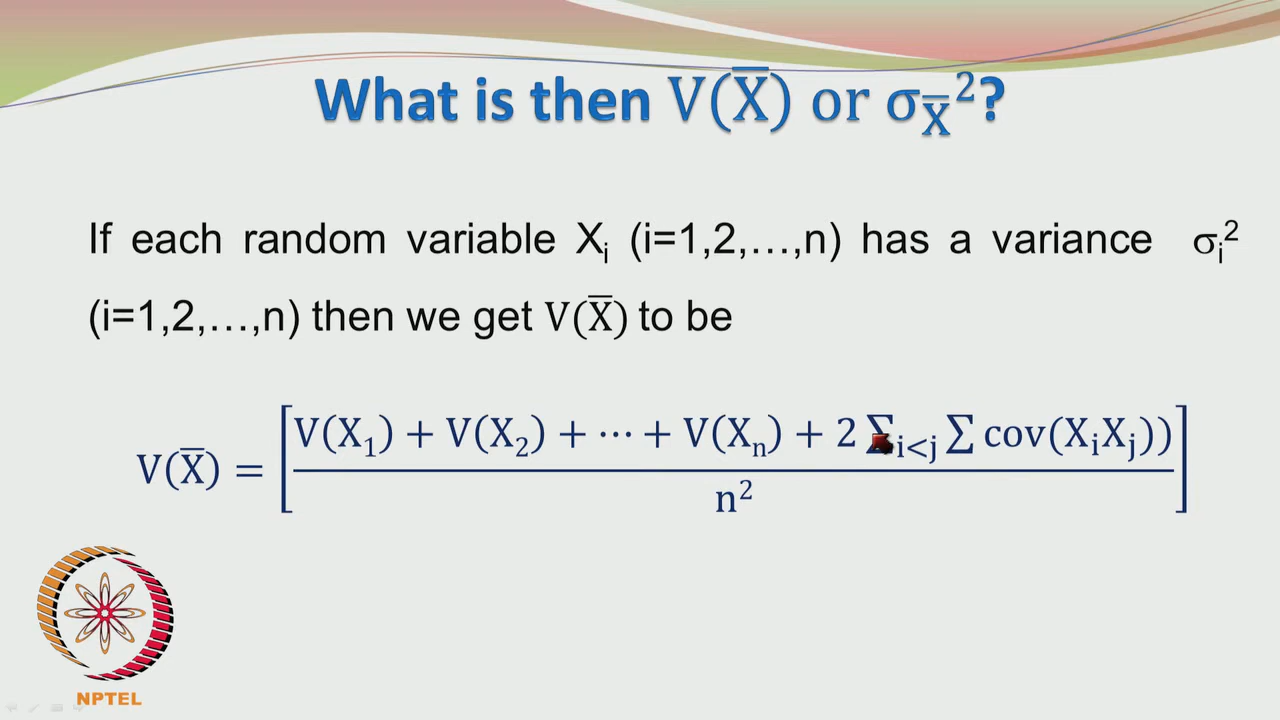 What is then V(X̅) or σX̅²?
If each random variable Xᵢ (i=1,2,…,n) has a variance σᵢ²
(i=1,2,…,n) then we get V(X̅) to be
V(X̅) = [V(X₁) + V(X₂) + ⋯ + V(Xₙ) + 2 ∑i<j ∑ cov(XᵢXⱼ)) / n²]
NPTEL